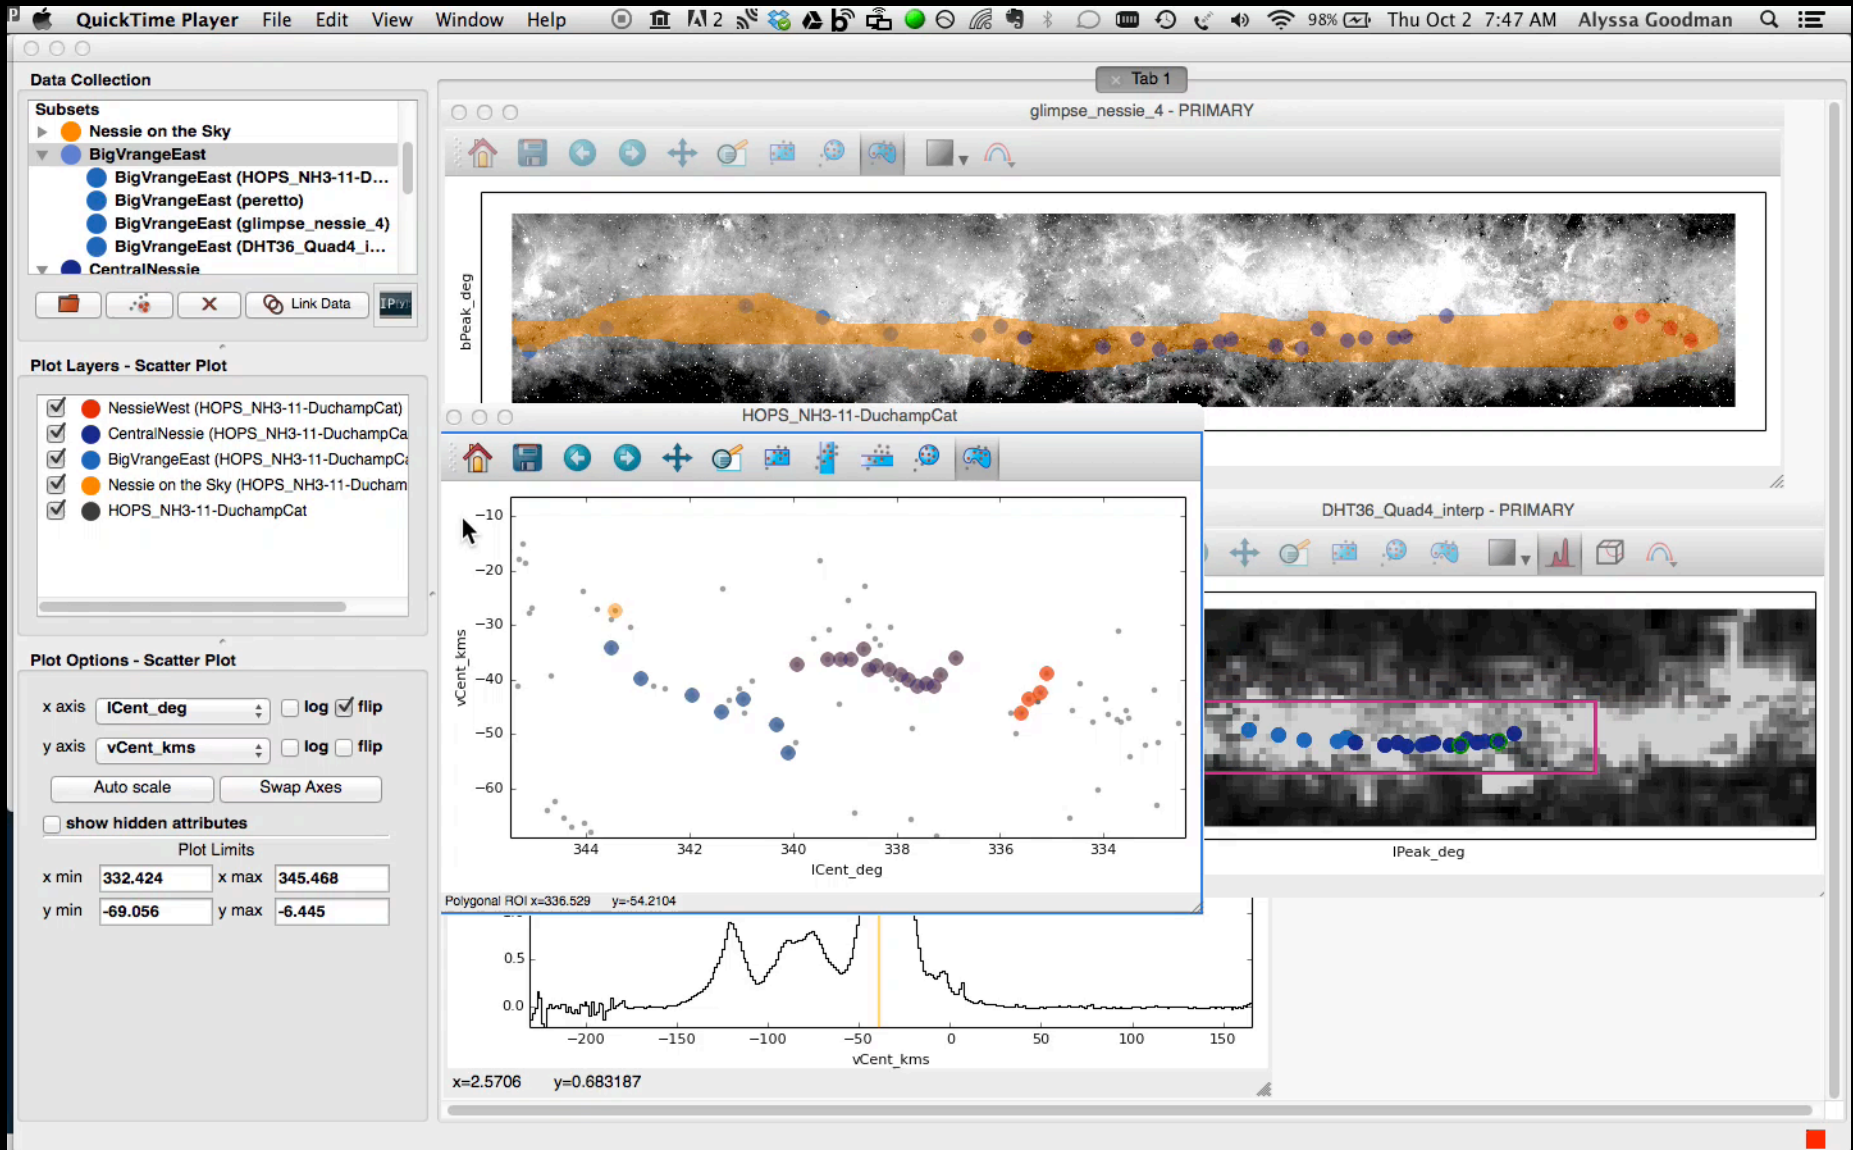 QuickTime Player File Edit View Window Help 2 98% Thu Oct 2 7:47 AM Alyssa Goodman
Data Collection
Subsets
Nessie on the Sky
BigVrangeEast
BigVrangeEast (HOPS_NH3-11-D...
BigVrangeEast (peretto)
BigVrangeEast (glimpse_nessie_4)
BigVrangeEast (DHT36_Quad4_i...
CentralNessie
Link Data
Plot Layers - Scatter Plot
NessieWest (HOPS_NH3-11-DuchampCat)
CentralNessie (HOPS_NH3-11-DuchampCa
BigVrangeEast (HOPS_NH3-11-DuchampCa
Nessie on the Sky (HOPS_NH3-11-Ducham
HOPS_NH3-11-DuchampCat
Plot Options - Scatter Plot
x axis lCent_deg log flip
y axis vCent_kms log flip
Auto scale Swap Axes
show hidden attributes
Plot Limits
x min 332.424 x max 345.468
y min -69.056 y max -6.445
Tab 1
glimpse_nessie_4 - PRIMARY
bPeak_deg
HOPS_NH3-11-DuchampCat
−10
−20
−30
−40
−50
−60
vCent_kms
344 342 340 338 336 334
lCent_deg
Polygonal ROI x=336.529 y=-54.2104
DHT36_Quad4_interp - PRIMARY
lPeak_deg
0.5
0.0
−200 −150 −100 −50 0 50 100 150
vCent_kms
x=2.5706 y=0.683187